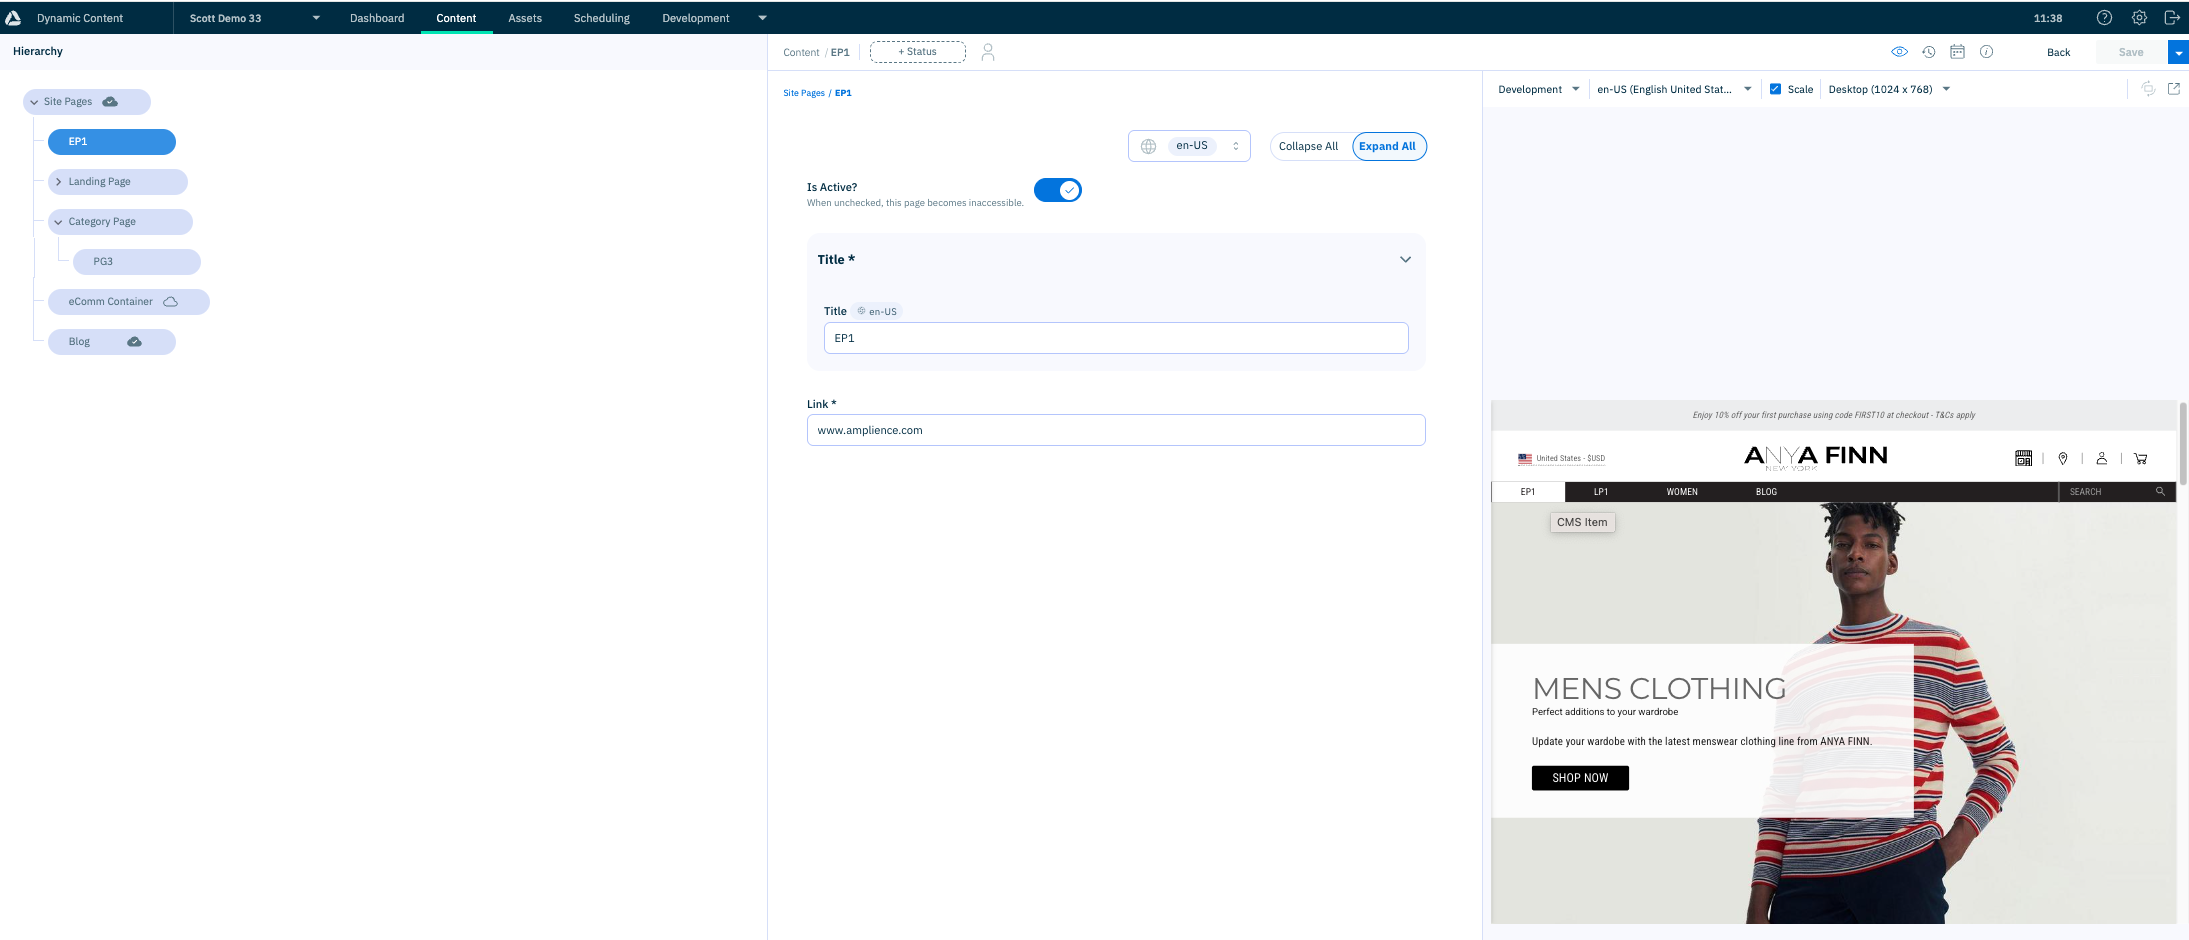 Dynamic Content
Scott Demo 33
Dashboard
Content
Assets
Scheduling
Development
11:38
Hierarchy
Content / EP1
+ Status
Back
Save
Site Pages
EP1
Landing Page
Category Page
PG3
eComm Container
Blog
Site Pages / EP1
en-US
Collapse All
Expand All
Is Active?
When unchecked, this page becomes inaccessible.
Title *
Title en-US
EP1
Link *
www.amplience.com
Development
en-US (English United Stat...
Scale
Desktop (1024 x 768)
Enjoy 10% off your first purchase using code FIRST10 at checkout - T&Cs apply
United States - $USD
ANYA FINN
NEW YORK
EP1
LP1
WOMEN
BLOG
SEARCH
CMS Item
MENS CLOTHING
Perfect additions to your wardrobe
Update your wardobe with the latest menswear clothing line from ANYA FINN.
SHOP NOW